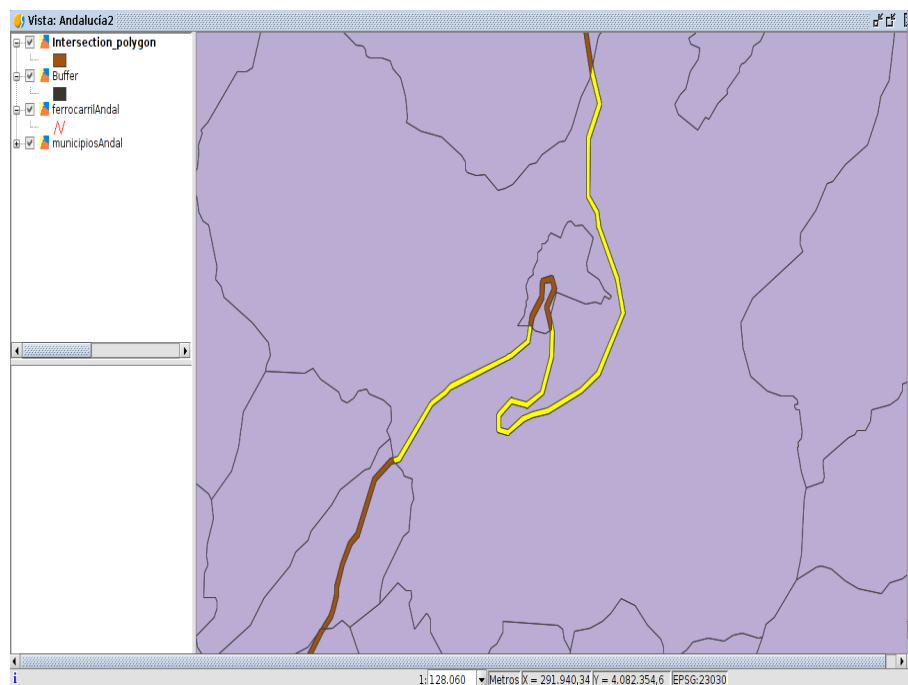 Vista: Andalucía2
Intersection_polygon
Buffer
ferrocarrilAndal
municipiosAndal
1: 128.060 Metros X = 291.940,34 Y = 4.082.354,6 EPSG:23030